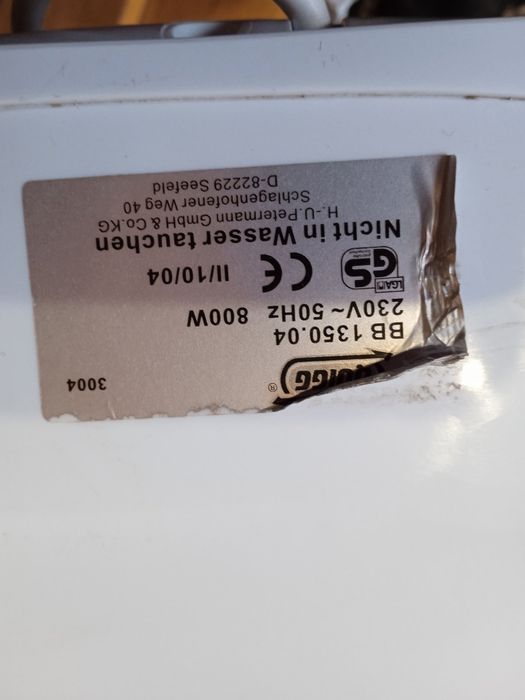 QUIGG ® 3004
BB 1350.04
230V~ 50Hz 800W
LGA GS CE II/10/04
Nicht in Wasser tauchen
H.-U.Petermann GmbH & Co.KG
Schlagenhofener Weg 40
D-82229 Seefeld